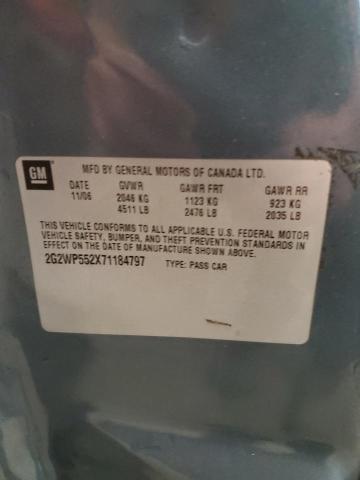 GM
MFD BY GENERAL MOTORS OF CANADA LTD.
DATE GVWR GAWR FRT GAWR RR
11/06 2046 KG 1123 KG 923 KG
4511 LB 2476 LB 2035 LB
THIS VEHICLE CONFORMS TO ALL APPLICABLE U.S. FEDERAL MOTOR
VEHICLE SAFETY, BUMPER, AND THEFT PREVENTION STANDARDS IN
EFFECT ON THE DATE OF MANUFACTURE SHOWN ABOVE.
2G2WP552X71184797 TYPE: PASS CAR